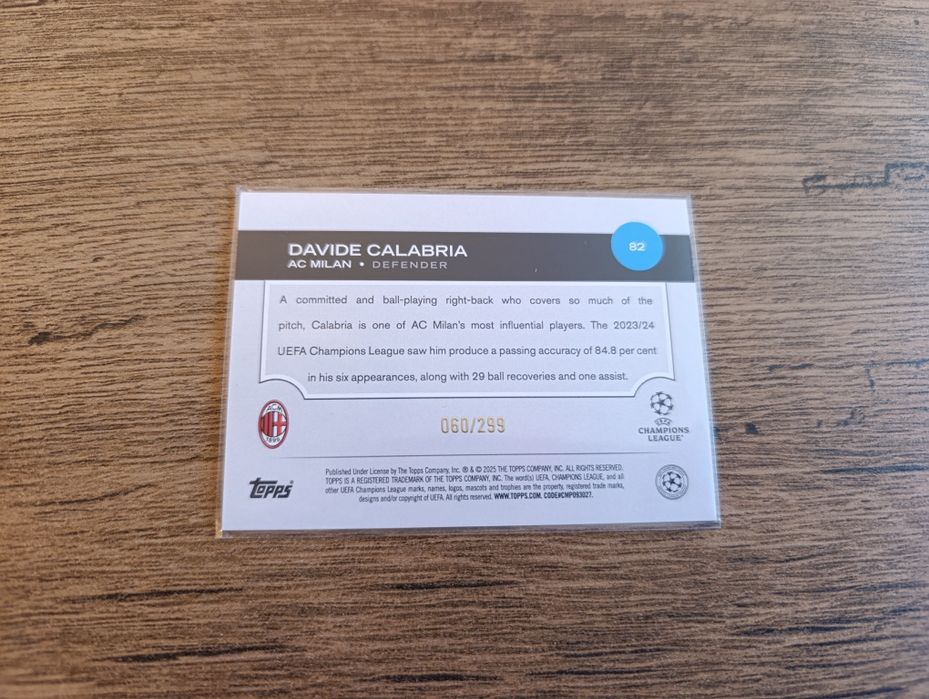 DAVIDE CALABRIA
82
AC MILAN • DEFENDER
A committed and ball-playing right-back who covers so much of the
pitch, Calabria is one of AC Milan's most influential players. The 2023/24
UEFA Champions League saw him produce a passing accuracy of 84.8 per cent
in his six appearances, along with 29 ball recoveries and one assist.
ACM
1899
060/299
UEFA
CHAMPIONS
LEAGUE®
Published Under License by The Topps Company, Inc. ® & © 2025 THE TOPPS COMPANY, INC. ALL RIGHTS RESERVED.
TOPPS IS A REGISTERED TRADEMARK OF THE TOPPS COMPANY, INC. The word(s) UEFA, CHAMPIONS LEAGUE, and all
other UEFA Champions League marks, names, logos, mascots and trophies are the property, registered trade marks,
designs and/or copyright of UEFA. All rights reserved. WWW.TOPPS.COM. CODE#CMP093027.
topps®